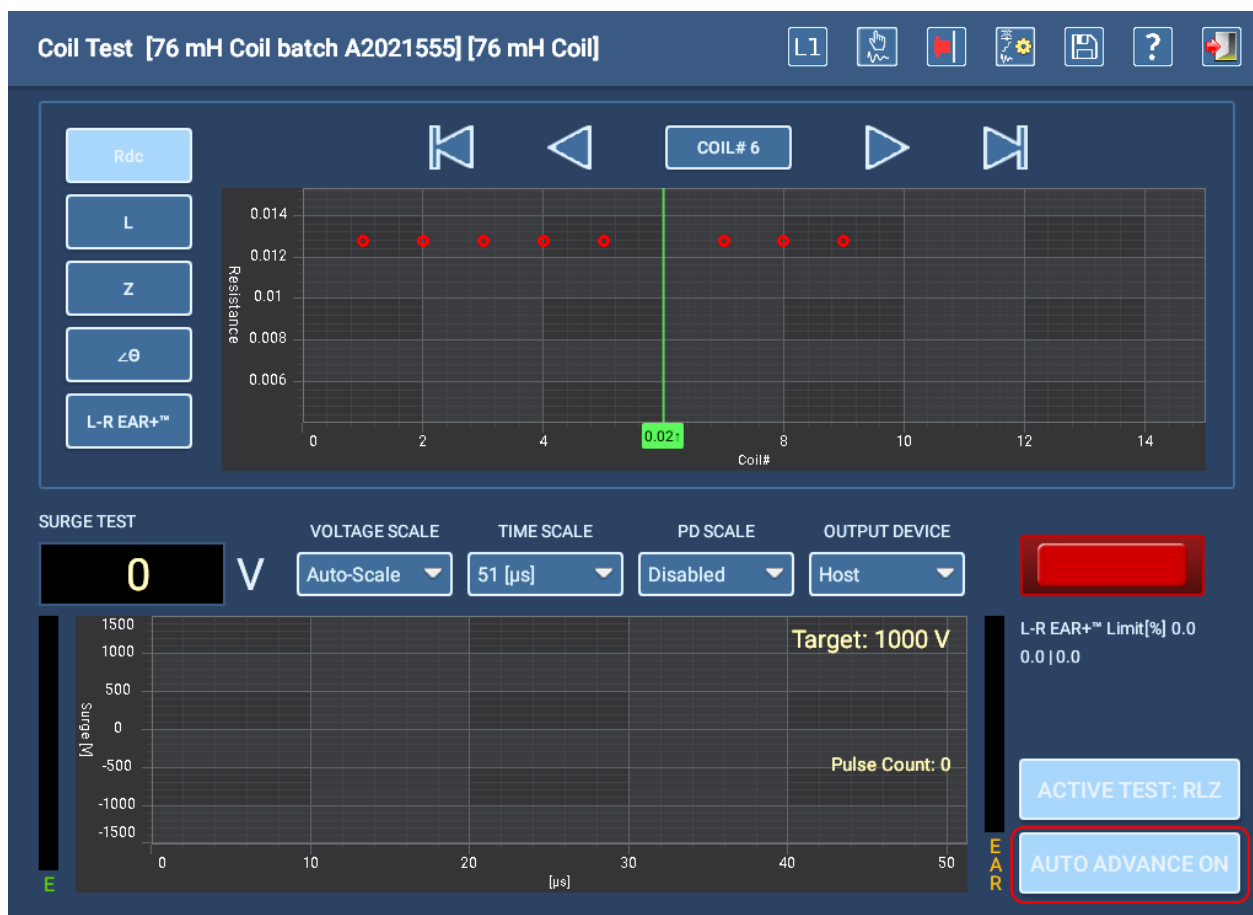 Coil Test [76 mH Coil batch A2021555] [76 mH Coil]
L1
?
Rdc
L
Z
∠Θ
L-R EAR+™
COIL# 6
0.014
0.012
0.01
0.008
0.006
Resistance
0 2 4 0.02↑ 8 10 12 14
Coil#
SURGE TEST
0 V
VOLTAGE SCALE
Auto-Scale
TIME SCALE
51 [µs]
PD SCALE
Disabled
OUTPUT DEVICE
Host
E
1500
1000
500
0
-500
-1000
-1500
Surge [V]
Target: 1000 V
Pulse Count: 0
0 10 20 30 40 50
[µs]
EAR
L-R EAR+™ Limit[%] 0.0
0.0|0.0
ACTIVE TEST: RLZ
AUTO ADVANCE ON